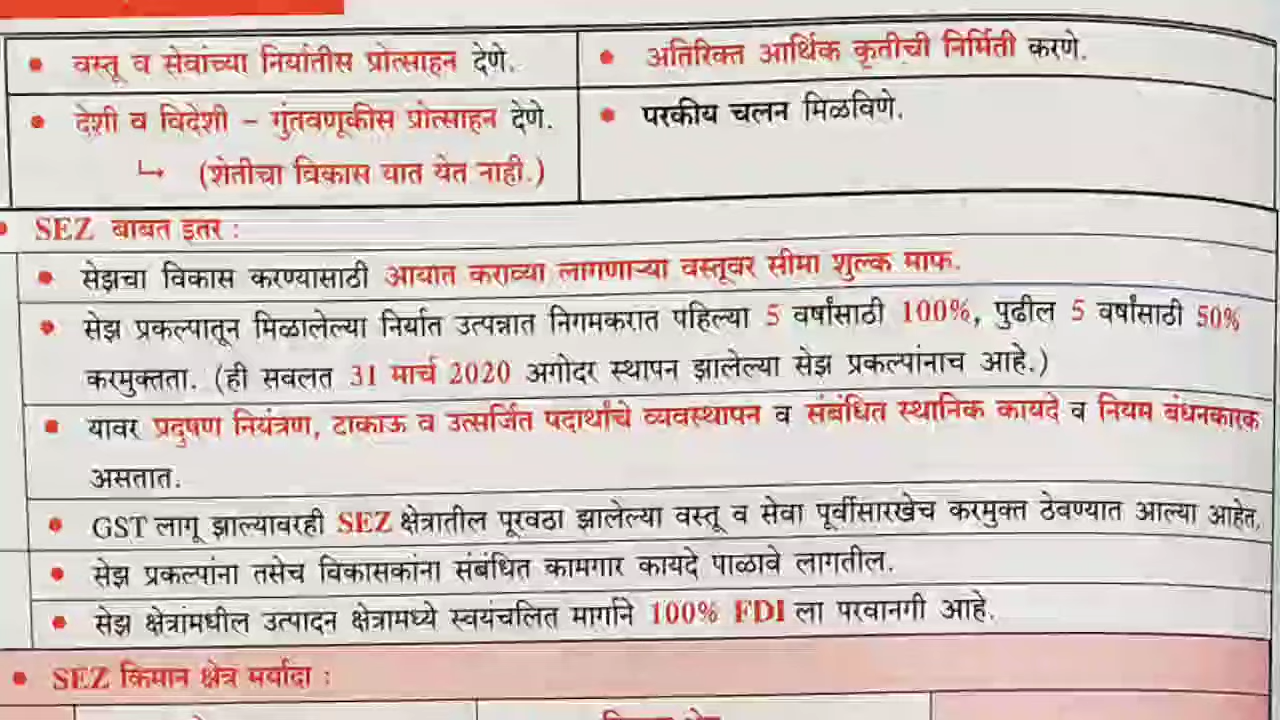 • वस्तू व सेवांच्या निर्यातीस प्रोत्साहन देणे.
• अतिरिक्त आर्थिक कृतीची निर्मिती करणे.
• देशी व विदेशी – गुंतवणूकीस प्रोत्साहन देणे.
↳ (शेतीचा विकास यात येत नाही.)
• परकीय चलन मिळविणे.
• SEZ बाबत इतर :
• सेझचा विकास करण्यासाठी आयात कराव्या लागणाऱ्या वस्तूवर सीमा शुल्क माफ.
• सेझ प्रकल्पातून मिळालेल्या निर्यात उत्पन्नात निगमकरात पहिल्या 5 वर्षांसाठी 100%, पुढील 5 वर्षांसाठी 50%
करमुक्तता. (ही सवलत 31 मार्च 2020 अगोदर स्थापन झालेल्या सेझ प्रकल्पांनाच आहे.)
• यावर प्रदुषण नियंत्रण, टाकाऊ व उत्सर्जित पदार्थांचे व्यवस्थापन व संबंधित स्थानिक कायदे व नियम बंधनकारक
असतात.
• GST लागू झाल्यावरही SEZ क्षेत्रातील पूरवठा झालेल्या वस्तू व सेवा पूर्वीसारखेच करमुक्त ठेवण्यात आल्या आहेत.
• सेझ प्रकल्पांना तसेच विकासकांना संबंधित कामगार कायदे पाळावे लागतील.
• सेझ क्षेत्रांमधील उत्पादन क्षेत्रामध्ये स्वयंचलित मार्गाने 100% FDI ला परवानगी आहे.
• SEZ किमान क्षेत्र मर्यादा :